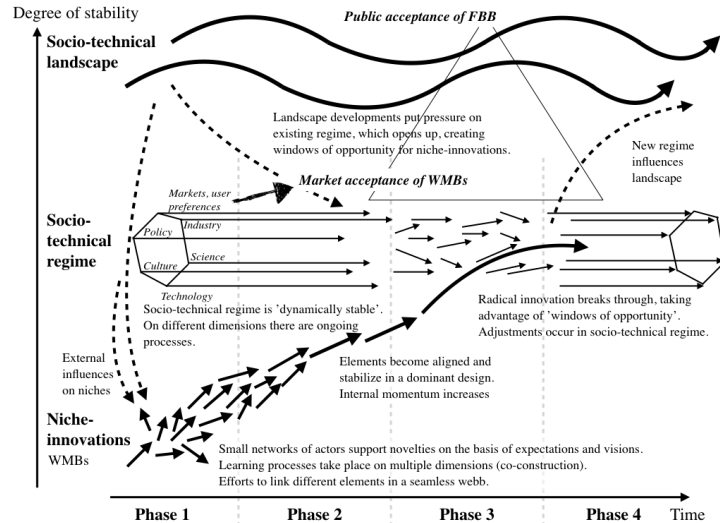 Degree of stability
Public acceptance of FBB
Socio-technical
landscape
Landscape developments put pressure on
existing regime, which opens up, creating
windows of opportunity for niche-innovations.
New regime
influences
landscape
Market acceptance of WMBs
Markets, user
preferences
Industry
Policy
Science
Culture
Technology
Socio-
technical
regime
Socio-technical regime is 'dynamically stable'.
On different dimensions there are ongoing
processes.
Radical innovation breaks through, taking
advantage of 'windows of opportunity'.
Adjustments occur in socio-technical regime.
External
influences
on niches
Elements become aligned and
stabilize in a dominant design.
Internal momentum increases
Niche-
innovations
WMBs
Small networks of actors support novelties on the basis of expectations and visions.
Learning processes take place on multiple dimensions (co-construction).
Efforts to link different elements in a seamless webb.
Phase 1 Phase 2 Phase 3 Phase 4 Time